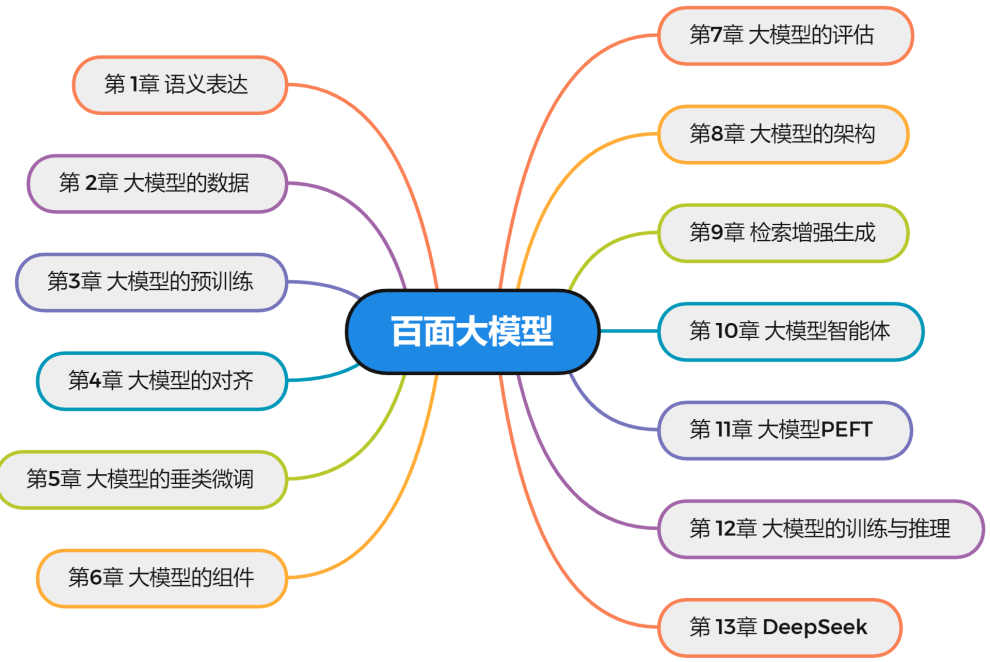 百面大模型
第 1章 语义表达
第 2章 大模型的数据
第3章 大模型的预训练
第4章 大模型的对齐
第5章 大模型的垂类微调
第6章 大模型的组件
第7章 大模型的评估
第8章 大模型的架构
第9章 检索增强生成
第 10章 大模型智能体
第 11章 大模型PEFT
第 12章 大模型的训练与推理
第 13章 DeepSeek